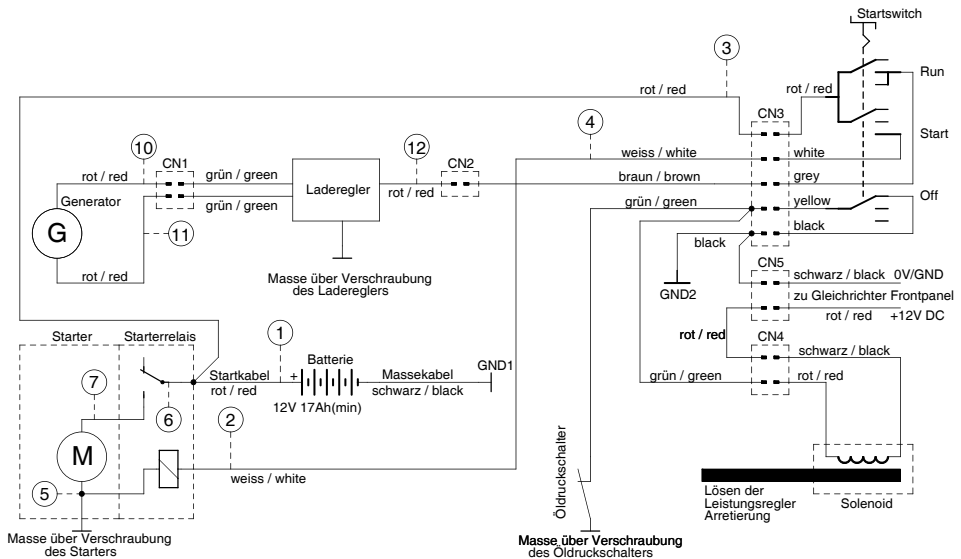 Startswitch
3
rot / red
rot / red
Run
CN3
4
Start
10
CN1
12
CN2
weiss / white
white
rot / red
grün / green
Laderegler
rot / red
braun / brown
grey
Generator
grün / green
grün / green
yellow
Off
G
11
black
black
rot / red
Masse über Verschraubung
des Ladereglers
GND2
CN5
schwarz / black 0V/GND
zu Gleichrichter Frontpanel
rot / red +12V DC
Starter
Starterrelais
1
rot / red
CN4
schwarz / black
7
Batterie
GND1
Startkabel
+
Massekabel
grün / green
rot / red
rot / red
12V 17Ah(min)
schwarz / black
6
2
M
weiss / white
5
Öldruckschalter
Lösen der
Leistungsregler
Arretierung
Solenoid
Masse über Verschraubung
des Starters
Masse über Verschraubung
des Öldruckschalters